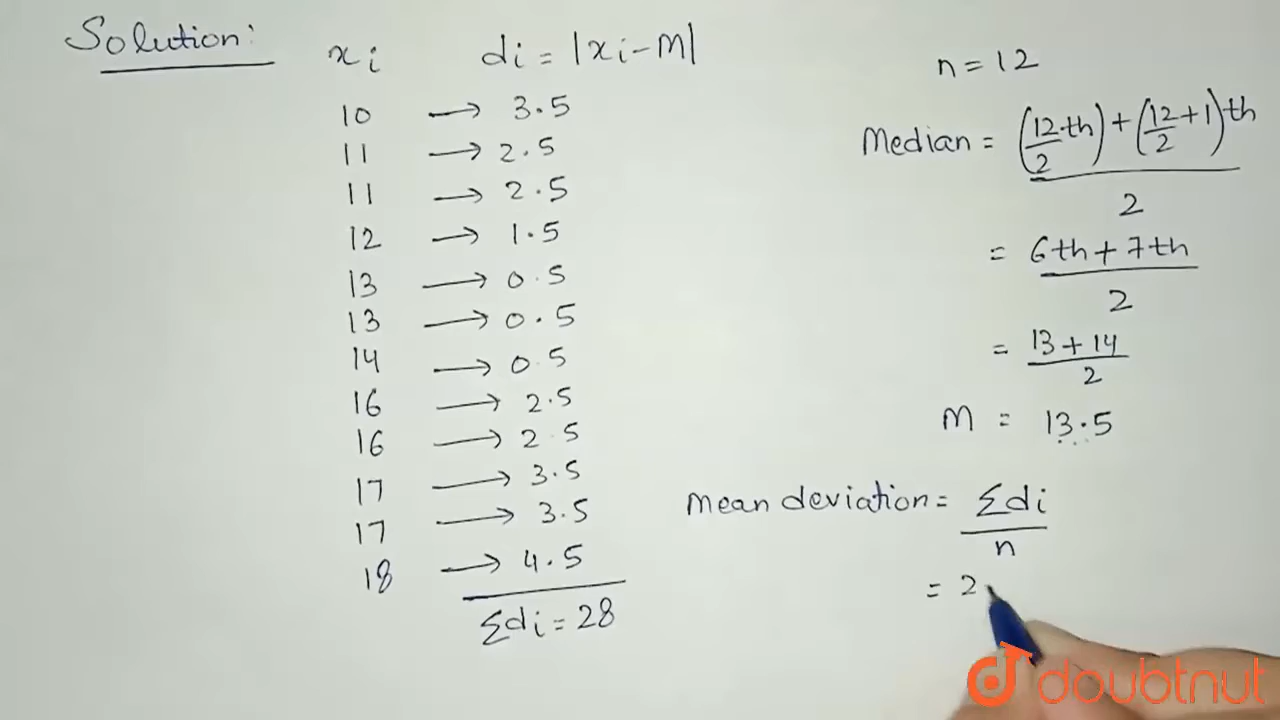 Solution:
xi di = |xi - M|
10 → 3.5
11 → 2.5
11 → 2.5
12 → 1.5
13 → 0.5
13 → 0.5
14 → 0.5
16 → 2.5
16 → 2.5
17 → 3.5
17 → 3.5
18 → 4.5
Σdi = 28
n = 12
Median = (12/2 th) + (12/2 + 1)th / 2
= 6th + 7th / 2
= 13 + 14 / 2
M = 13.5
Mean deviation = Σdi / n
= 2
doubtnut